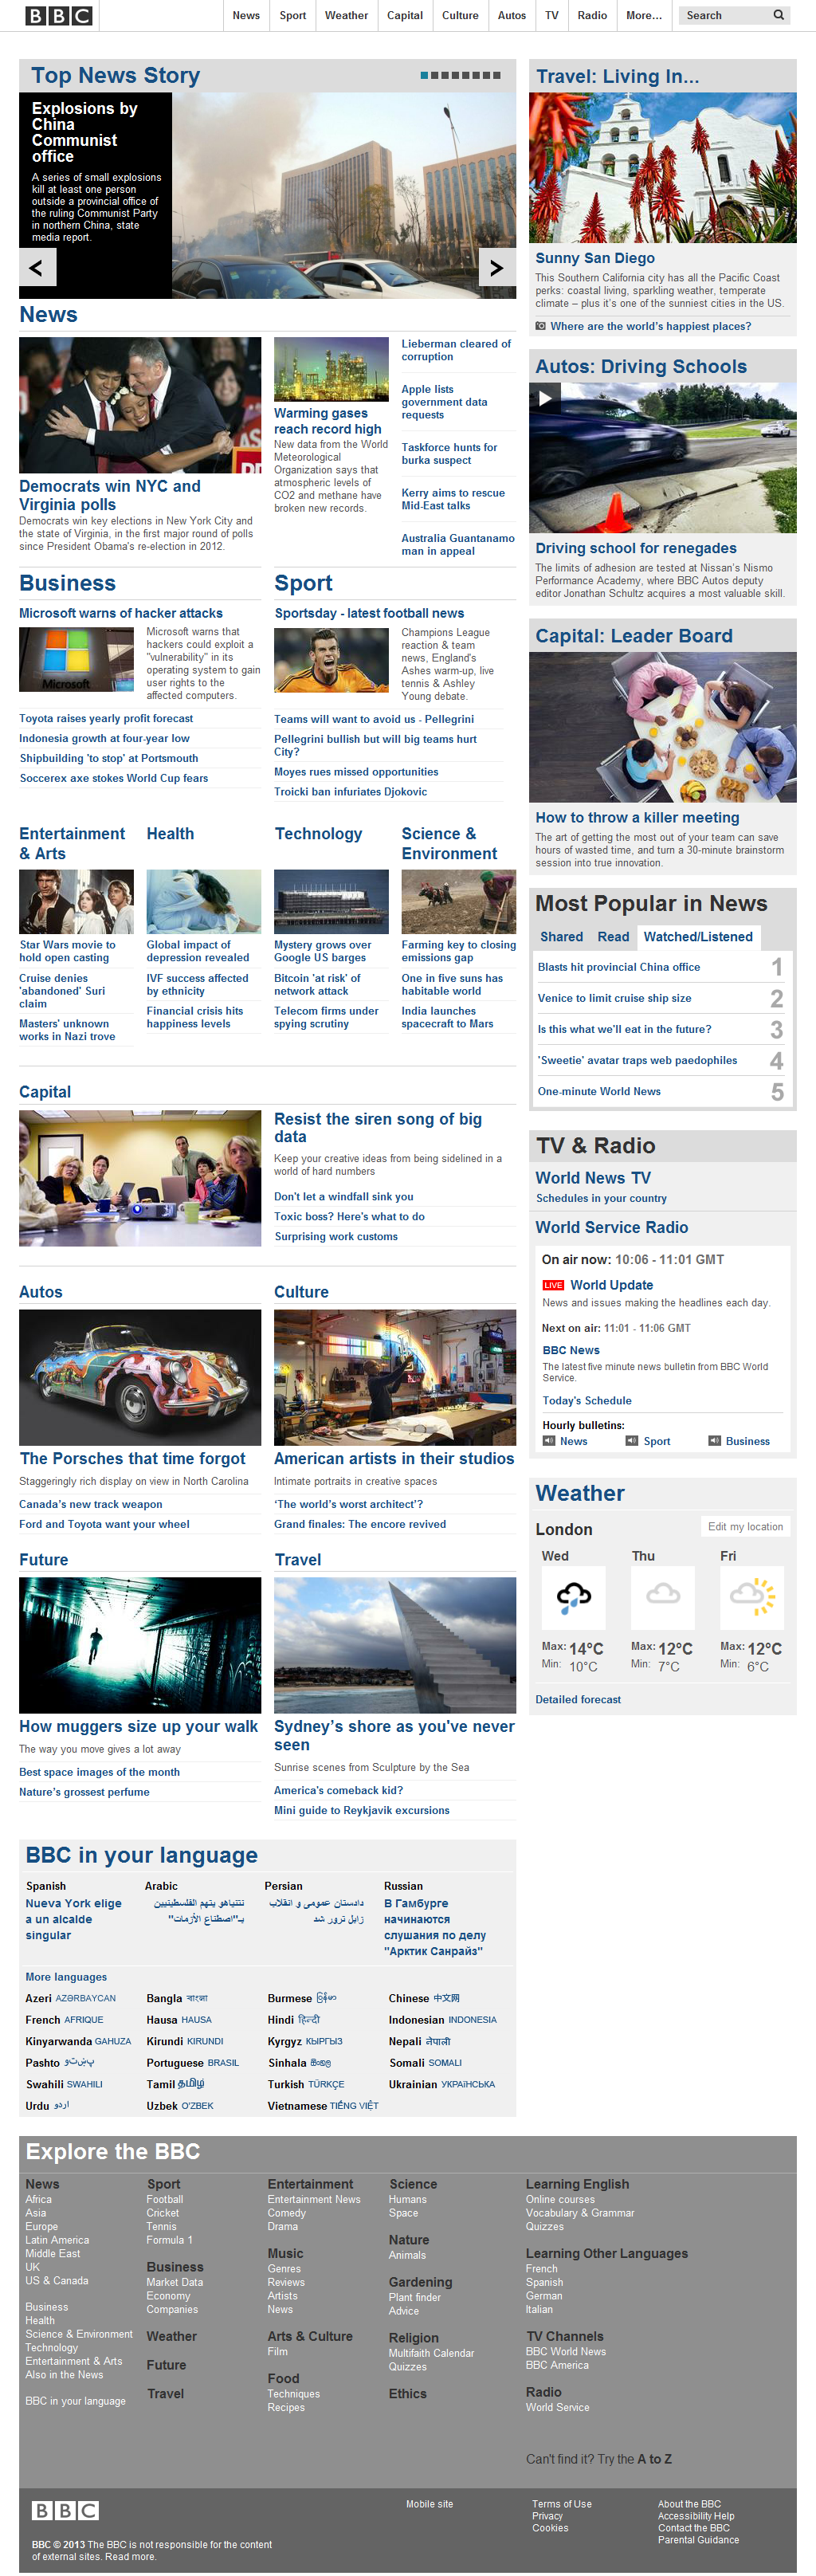 BBC
News
Sport
Weather
Capital
Culture
Autos
TV
Radio
More...
Search
Top News Story
Explosions by
China
Communist
office
A series of small explosions
kill at least one person
outside a provincial office of
the ruling Communist Party
in northern China, state
media report.
News
Democrats win NYC and
Virginia polls
Democrats win key elections in New York City and
the state of Virginia, in the first major round of polls
since President Obama's re-election in 2012.
Warming gases
reach record high
New data from the World
Meteorological
Organization says that
atmospheric levels of
CO2 and methane have
broken new records.
Lieberman cleared of
corruption
Apple lists
government data
requests
Taskforce hunts for
burka suspect
Kerry aims to rescue
Mid-East talks
Australia Guantanamo
man in appeal
Business
Microsoft warns of hacker attacks
Microsoft
Microsoft warns that
hackers could exploit a
"vulnerability" in its
operating system to gain
user rights to the
affected computers.
Toyota raises yearly profit forecast
Indonesia growth at four-year low
Shipbuilding 'to stop' at Portsmouth
Soccerex axe stokes World Cup fears
Sport
Sportsday - latest football news
Champions League
reaction & team
news, England's
Ashes warm-up, live
tennis & Ashley
Young debate.
Teams will want to avoid us - Pellegrini
Pellegrini bullish but will big teams hurt
City?
Moyes rues missed opportunities
Troicki ban infuriates Djokovic
Entertainment
& Arts
Star Wars movie to
hold open casting
Cruise denies
'abandoned' Suri
claim
Masters' unknown
works in Nazi trove
Health
Global impact of
depression revealed
IVF success affected
by ethnicity
Financial crisis hits
happiness levels
Technology
Mystery grows over
Google US barges
Bitcoin 'at risk' of
network attack
Telecom firms under
spying scrutiny
Science &
Environment
Farming key to closing
emissions gap
One in five suns has
habitable world
India launches
spacecraft to Mars
Capital
Resist the siren song of big
data
Keep your creative ideas from being sidelined in a
world of hard numbers
Don't let a windfall sink you
Toxic boss? Here's what to do
Surprising work customs
Autos
The Porsches that time forgot
Staggeringly rich display on view in North Carolina
Canada's new track weapon
Ford and Toyota want your wheel
Culture
American artists in their studios
Intimate portraits in creative spaces
‘The world's worst architect’?
Grand finales: The encore revived
Future
How muggers size up your walk
The way you move gives a lot away
Best space images of the month
Nature's grossest perfume
Travel
Sydney's shore as you've never
seen
Sunrise scenes from Sculpture by the Sea
America's comeback kid?
Mini guide to Reykjavik excursions
Travel: Living In...
Sunny San Diego
This Southern California city has all the Pacific Coast
perks: coastal living, sparkling weather, temperate
climate – plus it's one of the sunniest cities in the US.
Where are the world's happiest places?
Autos: Driving Schools
Driving school for renegades
The limits of adhesion are tested at Nissan's Nismo
Performance Academy, where BBC Autos deputy
editor Jonathan Schultz acquires a most valuable skill.
Capital: Leader Board
How to throw a killer meeting
The art of getting the most out of your team can save
hours of wasted time, and turn a 30-minute brainstorm
session into true innovation.
Most Popular in News
Shared Read Watched/Listened
Blasts hit provincial China office 1
Venice to limit cruise ship size 2
Is this what we'll eat in the future? 3
'Sweetie' avatar traps web paedophiles 4
One-minute World News 5
TV & Radio
World News TV
Schedules in your country
World Service Radio
On air now: 10:06 - 11:01 GMT
LIVE World Update
News and issues making the headlines each day.
Next on air: 11:01 - 11:06 GMT
BBC News
The latest five minute news bulletin from BBC World
Service.
Today's Schedule
Hourly bulletins:
News Sport Business
Weather
London
Edit my location
Wed Thu Fri
Max: 14°C Max: 12°C Max: 12°C
Min: 10°C Min: 7°C Min: 6°C
Detailed forecast
BBC in your language
Spanish
Nueva York elige
a un alcalde
singular
Arabic
نتنياهو يتهم الفلسطينيين
بـ"اصطناع الأزمات"
Persian
دادستان عمومی و انقلاب
زابل ترور شد
Russian
В Гамбурге
начинаются
слушания по делу
"Арктик Санрайз"
More languages
Azeri AZƏRBAYCAN
Bangla বাংলা
Burmese မြန်မာ
Chinese 中文网
French AFRIQUE
Hausa HAUSA
Hindi हिन्दी
Indonesian INDONESIA
Kinyarwanda GAHUZA
Kirundi KIRUNDI
Kyrgyz КЫРГЫЗ
Nepali नेपाली
Pashto پښتو
Portuguese BRASIL
Sinhala සිංහල
Somali SOMALI
Swahili SWAHILI
Tamil தமிழ்
Turkish TÜRKÇE
Ukrainian УКРАЇНСЬКА
Urdu اردو
Uzbek O'ZBEK
Vietnamese TIẾNG VIỆT
Explore the BBC
News
Africa
Asia
Europe
Latin America
Middle East
UK
US & Canada
Business
Health
Science & Environment
Technology
Entertainment & Arts
Also in the News
BBC in your language
Sport
Football
Cricket
Tennis
Formula 1
Business
Market Data
Economy
Companies
Weather
Future
Travel
Entertainment
Entertainment News
Comedy
Drama
Music
Genres
Reviews
Artists
News
Arts & Culture
Film
Food
Techniques
Recipes
Science
Humans
Space
Nature
Animals
Gardening
Plant finder
Advice
Religion
Multifaith Calendar
Quizzes
Ethics
Learning English
Online courses
Vocabulary & Grammar
Quizzes
Learning Other Languages
French
Spanish
German
Italian
TV Channels
BBC World News
BBC America
Radio
World Service
Can't find it? Try the A to Z
BBC
BBC © 2013 The BBC is not responsible for the content
of external sites. Read more.
Mobile site
Terms of Use
Privacy
Cookies
About the BBC
Accessibility Help
Contact the BBC
Parental Guidance